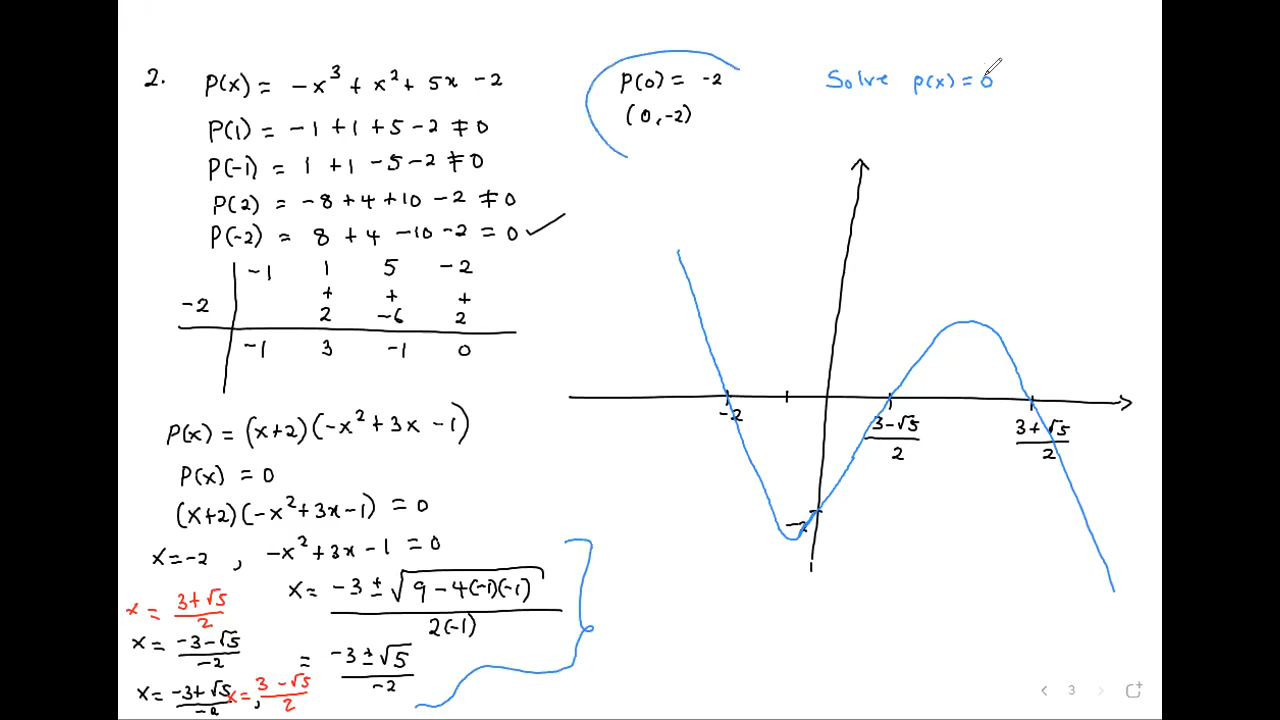 2. P(x) = -x³ + x² + 5x - 2
P(1) = -1 + 1 + 5 - 2 ≠ 0
P(-1) = 1 + 1 - 5 - 2 ≠ 0
P(2) = -8 + 4 + 10 - 2 ≠ 0
P(-2) = 8 + 4 - 10 - 2 = 0 ✓
-1 1 5 -2
+ + +
-2
2 -6 2
-1 3 -1 0
P(x) = (x+2)(-x² + 3x - 1)
P(x) = 0
(x+2)(-x² + 3x - 1) = 0
x = -2 , -x² + 3x - 1 = 0
x = (-3 ± √(9 - 4(-1)(-1))) / 2(-1)
= (-3 ± √5) / -2
x = (3 + √5) / 2
x = (-3 - √5) / -2
x = (-3 + √5) / -2 , x = (3 - √5) / 2
P(0) = -2
(0, -2)
Solve p(x) = 0
-2
(3 - √5) / 2
(3 + √5) / 2
-2
3